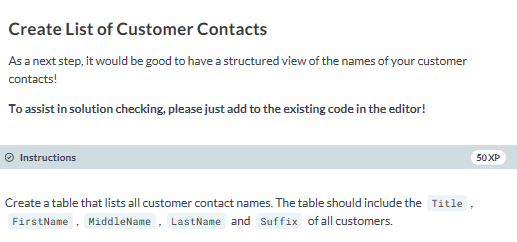 Create List of Customer Contacts
As a next step, it would be good to have a structured view of the names of your customer
contacts!
To assist in solution checking, please just add to the existing code in the editor!
Instructions
50 XP
Create a table that lists all customer contact names. The table should include the Title ,
FirstName , MiddleName , LastName and Suffix of all customers.